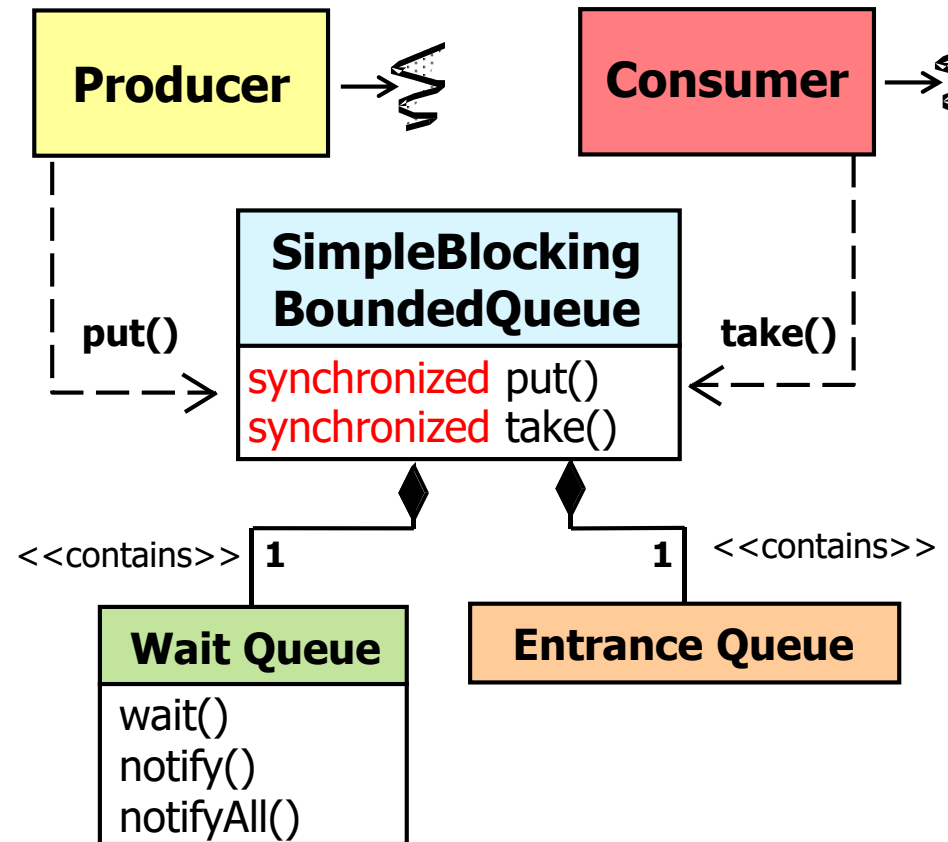 Producer
Consumer
SimpleBlocking
BoundedQueue
put()
take()
synchronized put()
synchronized take()
<<contains>>
1
1
<<contains>>
Wait Queue
Entrance Queue
wait()
notify()
notifyAll()